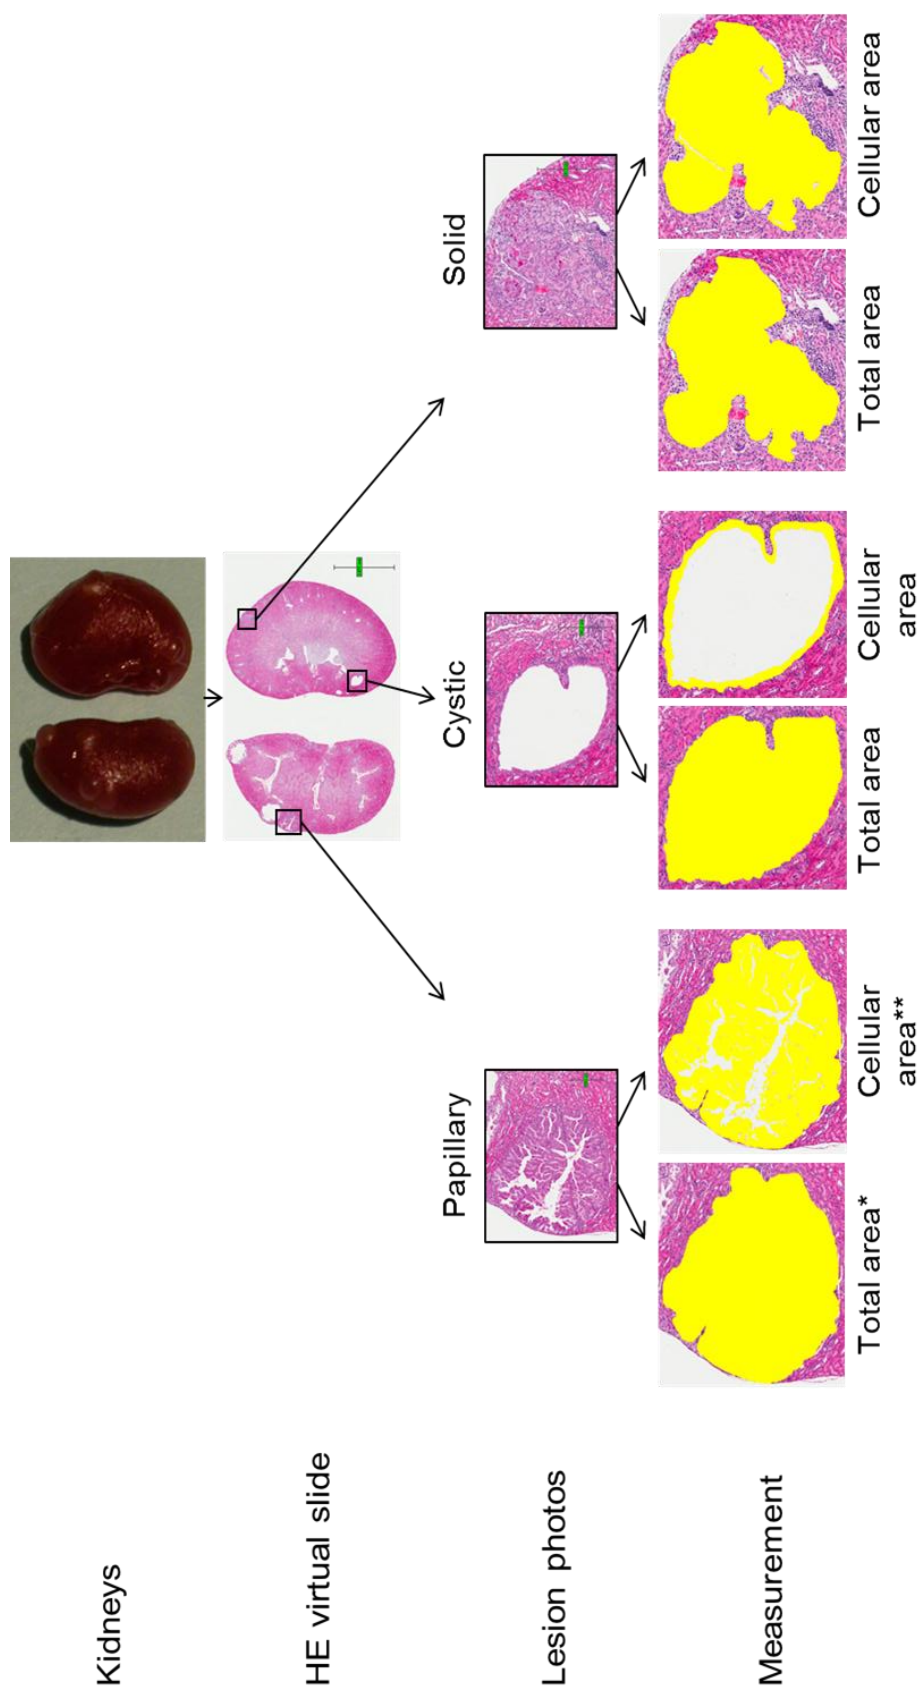 Kidneys
HE virtual slide
Lesion photos
Papillary
Cystic
Solid
Measurement
Total area*
Cellular
area**
Total area
Cellular
area
Total area
Cellular area